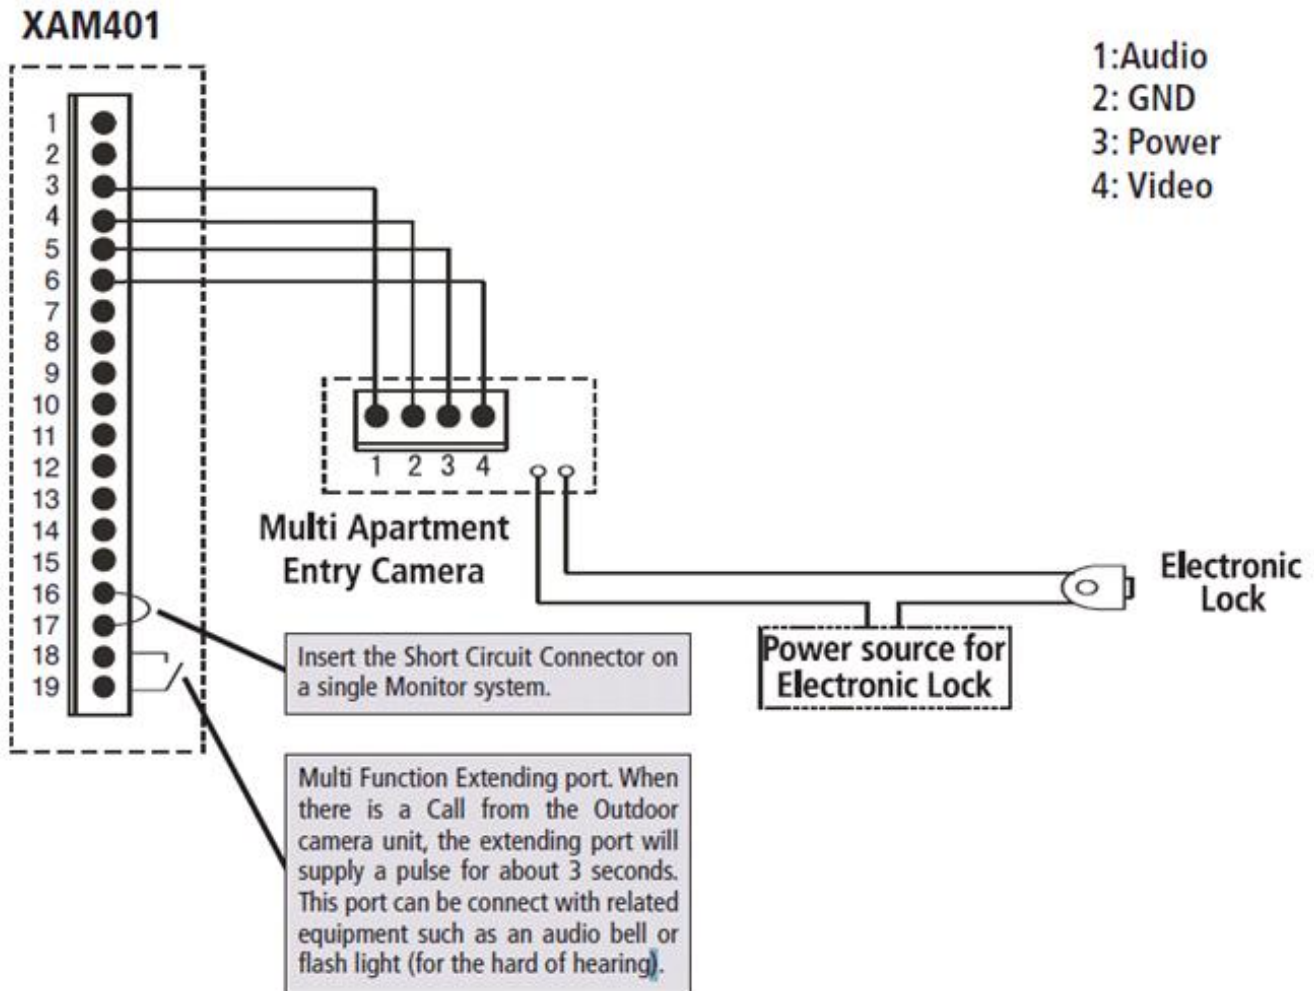 XAM401
1:Audio
2: GND
3: Power
4: Video
1
2
3
4
5
6
7
8
9
10
11
12
13
14
15
16
17
18
19
1 2 3 4
Multi Apartment
Entry Camera
Electronic
Lock
Power source for
Electronic Lock
Insert the Short Circuit Connector on
a single Monitor system.
Multi Function Extending port. When
there is a Call from the Outdoor
camera unit, the extending port will
supply a pulse for about 3 seconds.
This port can be connect with related
equipment such as an audio bell or
flash light (for the hard of hearing).